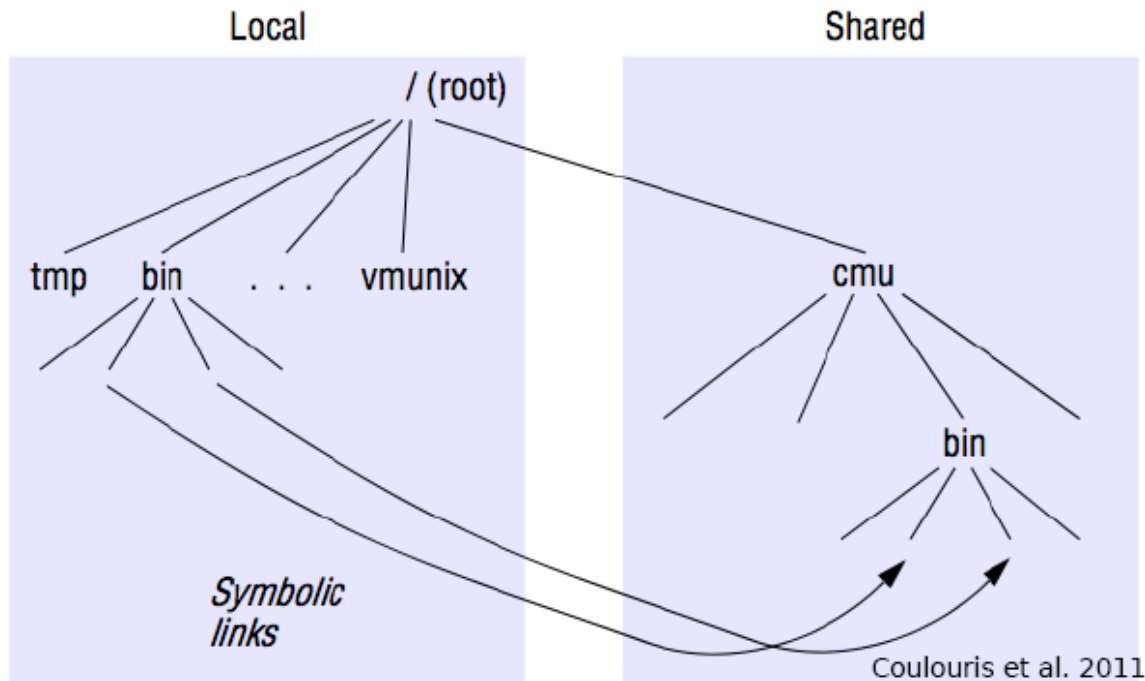 Local
Shared
/ (root)
tmp bin . . . vmunix
cmu
bin
Symbolic
links
Coulouris et al. 2011